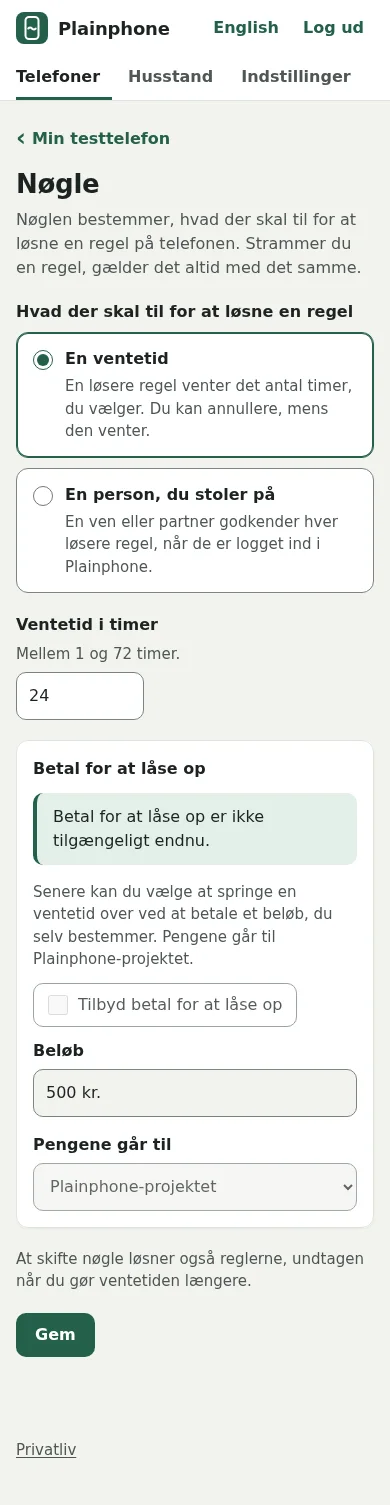 Plainphone
English
Log ud
Telefoner
Husstand
Indstillinger
‹ Min testtelefon
Nøgle
Nøglen bestemmer, hvad der skal til for at
løsne en regel på telefonen. Strammer du
en regel, gælder det altid med det samme.
Hvad der skal til for at løsne en regel
En ventetid
En løsere regel venter det antal timer,
du vælger. Du kan annullere, mens
den venter.
En person, du stoler på
En ven eller partner godkender hver
løsere regel, når de er logget ind i
Plainphone.
Ventetid i timer
Mellem 1 og 72 timer.
24
Betal for at låse op
Betal for at låse op er ikke
tilgængeligt endnu.
Senere kan du vælge at springe en
ventetid over ved at betale et beløb, du
selv bestemmer. Pengene går til
Plainphone-projektet.
Tilbyd betal for at låse op
Beløb
500 kr.
Pengene går til
Plainphone-projektet
At skifte nøgle løsner også reglerne, undtagen
når du gør ventetiden længere.
Gem
Privatliv